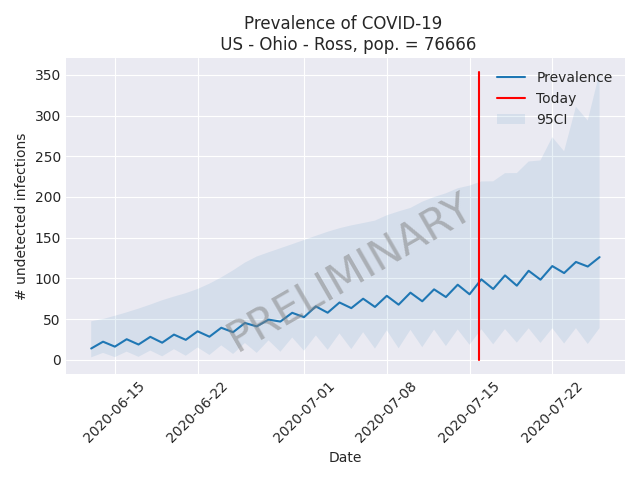 Prevalence of COVID-19
US - Ohio - Ross, pop. = 76666
# undetected infections
350
300
250
200
150
100
50
0
Prevalence
Today
95CI
PRELIMINARY
2020-06-15
2020-06-22
2020-07-01
2020-07-08
2020-07-15
2020-07-22
Date